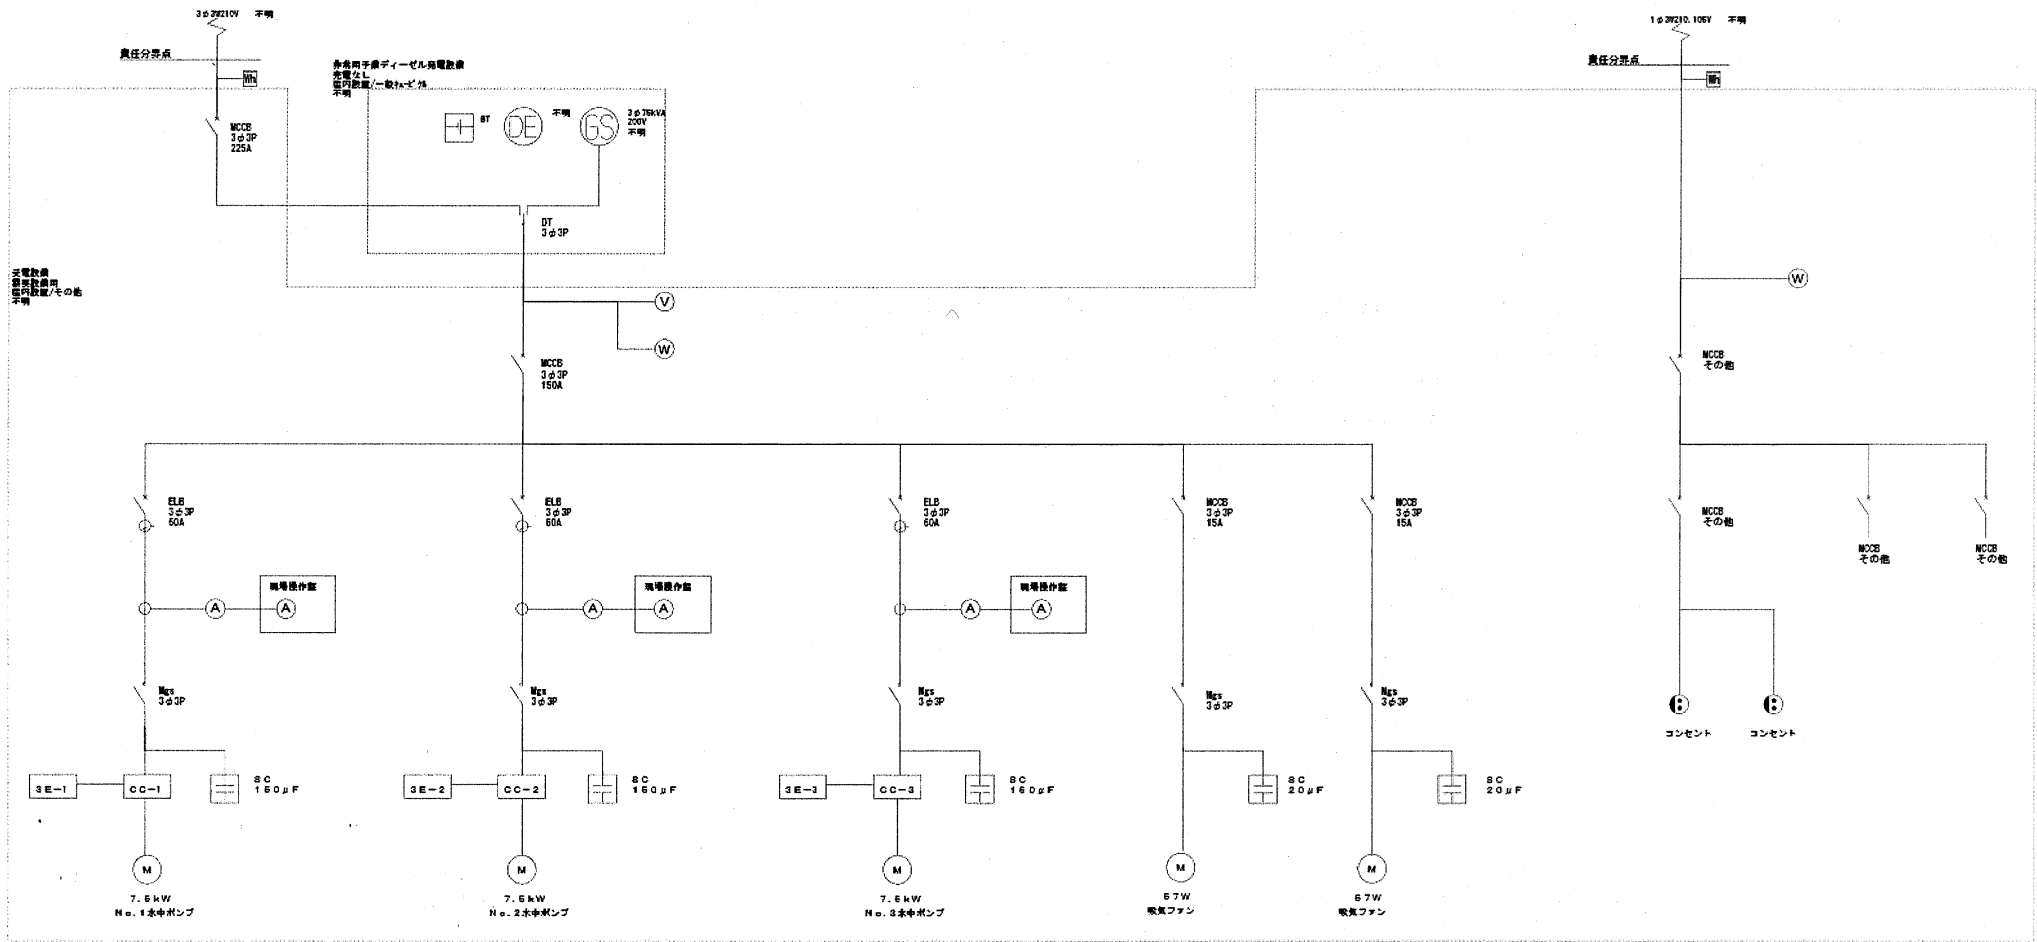 3φ3W210V 不明
責任分界点
Wh
MCCB
3φ3P
225A
非常用予備ディーゼル発電設備
充電なし
屋内設置/一般キュービクル
不明
BT
DE
不明
GS
3φ75kVA
200V
不明
DT
3φ3P
受電設備
需要設備用
屋内設置/その他
不明
V
W
MCCB
3φ3P
150A
ELB
3φ3P
60A
現場操作盤
A
A
Mgs
3φ3P
3E-1
CC-1
SC
150μF
M
7.5kW
No.1水中ポンプ
ELB
3φ3P
60A
現場操作盤
A
A
Mgs
3φ3P
3E-2
CC-2
SC
150μF
M
7.5kW
No.2水中ポンプ
ELB
3φ3P
60A
現場操作盤
A
A
Mgs
3φ3P
3E-3
CC-3
SC
150μF
M
7.5kW
No.3水中ポンプ
MCCB
3φ3P
15A
Mgs
3φ3P
SC
20μF
M
57W
吸気ファン
MCCB
3φ3P
15A
Mgs
3φ3P
SC
20μF
M
57W
吸気ファン
1φ3W210.105V 不明
責任分界点
Wh
W
MCCB
その他
MCCB
その他
MCCB
その他
MCCB
その他
コンセント
コンセント